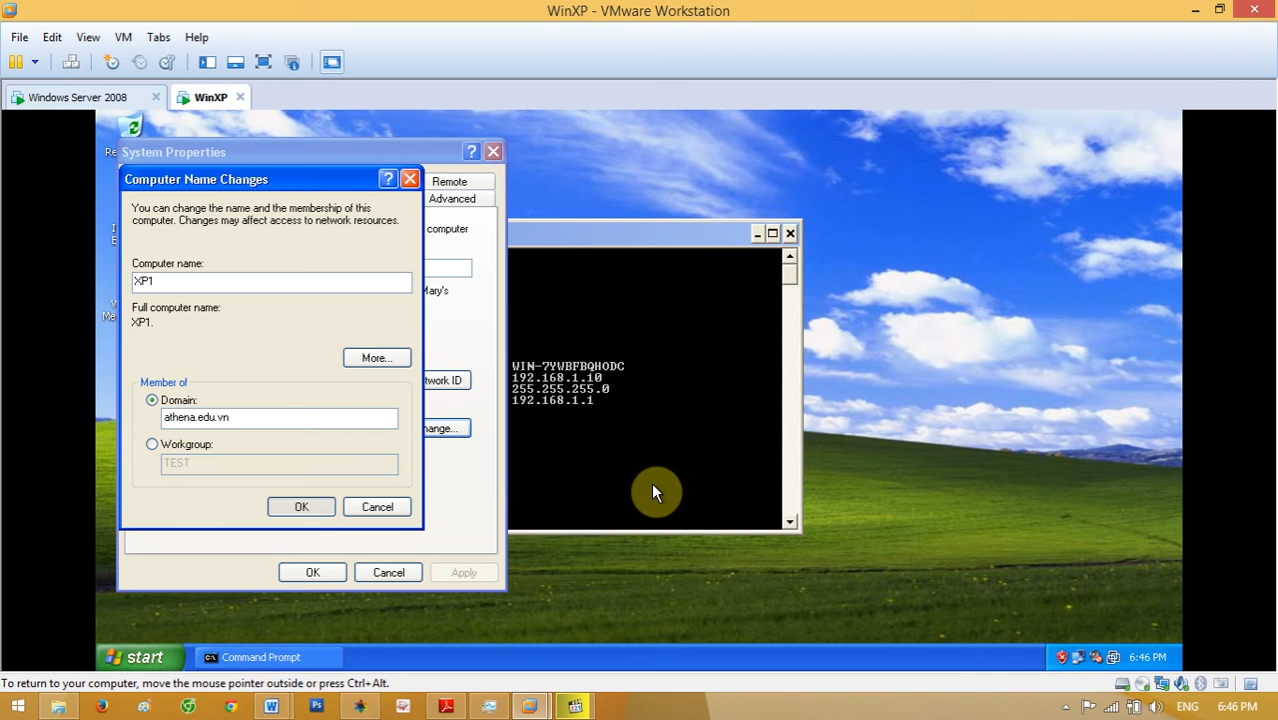 WinXP - VMware Workstation
File Edit View VM Tabs Help
Windows Server 2008
WinXP
System Properties
Computer Name Changes
Remote
Advanced
You can change the name and the membership of this
computer. Changes may affect access to network resources.
computer
Computer name:
XP1
Mary's
Full computer name:
XP1.
More...
WIN-7YWBFBQHODC
192.168.1.10
255.255.255.0
192.168.1.1
Member of
twork ID
Domain:
athena.edu.vn
hange...
Workgroup:
TEST
OK Cancel
OK Cancel Apply
start
Command Prompt
6:46 PM
To return to your computer, move the mouse pointer outside or press Ctrl+Alt.
ENG 6:46 PM